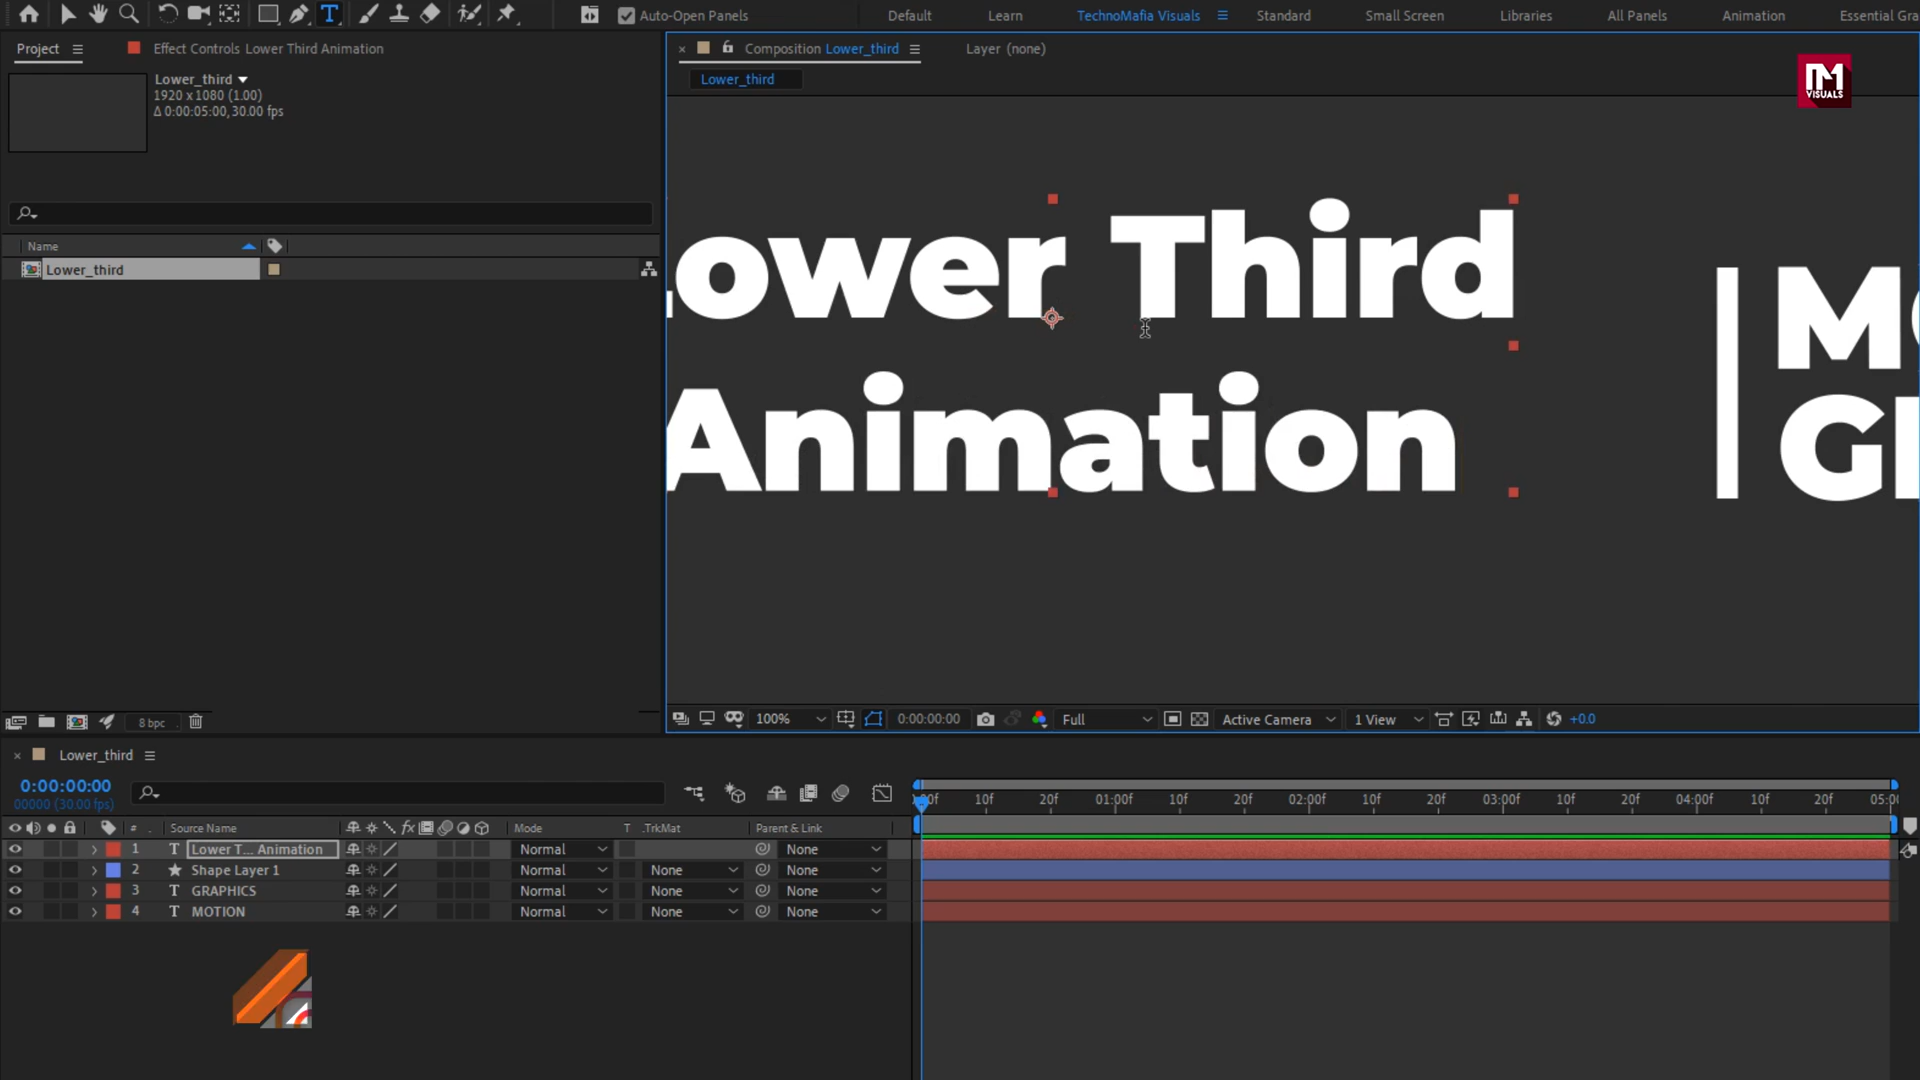 Auto-Open Panels
Default
Learn
TechnoMafia Visuals
Standard
Small Screen
Libraries
All Panels
Animation
Essential Gra
Project
Effect Controls Lower Third Animation
Composition Lower_third
Layer (none)
Lower_third
Lower_third
1920 x 1080 (1.00)
Δ 0:00:05:00, 30.00 fps
VISUALS
Name
Lower_third
Lower Third
Animation
8 bpc
100%
0:00:00:00
Full
Active Camera
1 View
+0.0
Lower_third
0:00:00:00
00000 (30.00 fps)
10f
20f
01:00f
10f
20f
02:00f
10f
20f
03:00f
10f
20f
04:00f
10f
20f
# Source Name
Mode
T .TrkMat
Parent & Link
1 T Lower T... Animation Normal None
2 Shape Layer 1 Normal None None
3 T GRAPHICS Normal None None
4 T MOTION Normal None None